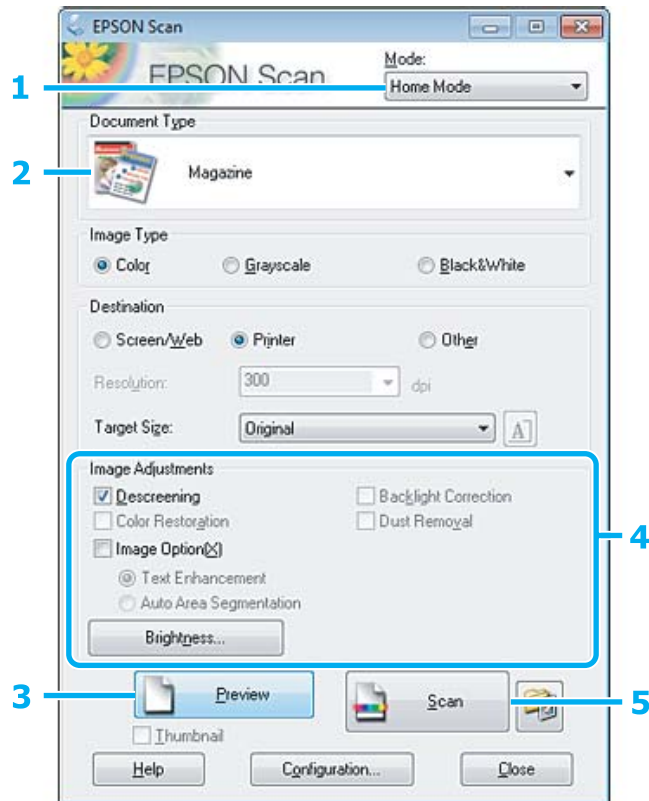 EPSON Scan
EPSON Scan
Mode:
1
Home Mode
Document Type
2
Magazine
Image Type
Color
Grayscale
Black&White
Destination
Screen/Web
Printer
Other
Resolution:
300
dpi
Target Size:
Original
A
Image Adjustments
Descreening
Backlight Correction
Color Restoration
Dust Removal
4
Image Option(X)
Text Enhancement
Auto Area Segmentation
Brightness...
3
Preview
Scan
5
Thumbnail
Help
Configuration...
Close